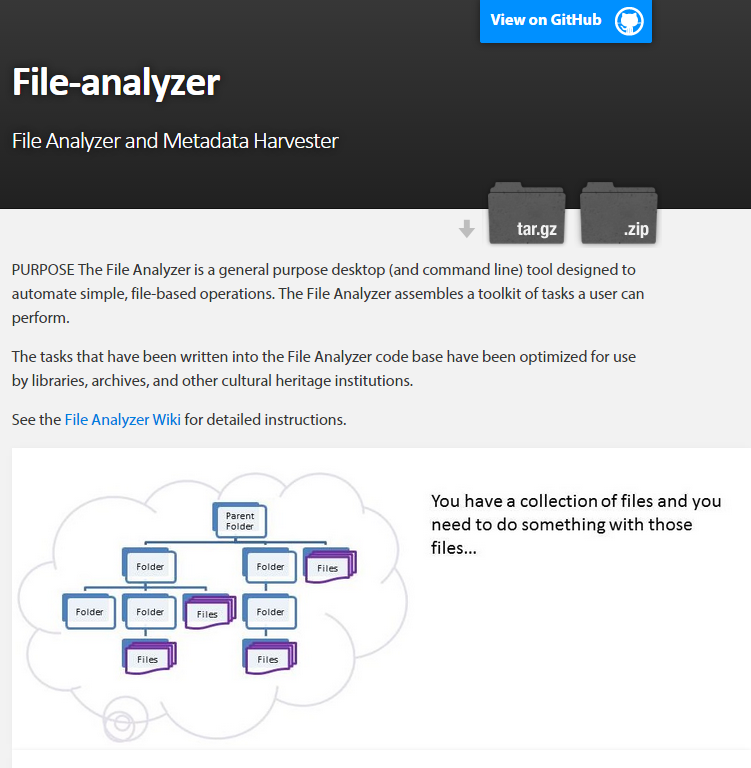 View on GitHub
File-analyzer
File Analyzer and Metadata Harvester
tar.gz
.zip
PURPOSE The File Analyzer is a general purpose desktop (and command line) tool designed to
automate simple, file-based operations. The File Analyzer assembles a toolkit of tasks a user can
perform.
The tasks that have been written into the File Analyzer code base have been optimized for use
by libraries, archives, and other cultural heritage institutions.
See the File Analyzer Wiki for detailed instructions.
You have a collection of files and you
need to do something with those
files...
Parent
Folder
Folder
Folder
Files
Folder
Folder
Files
Folder
Files
Files